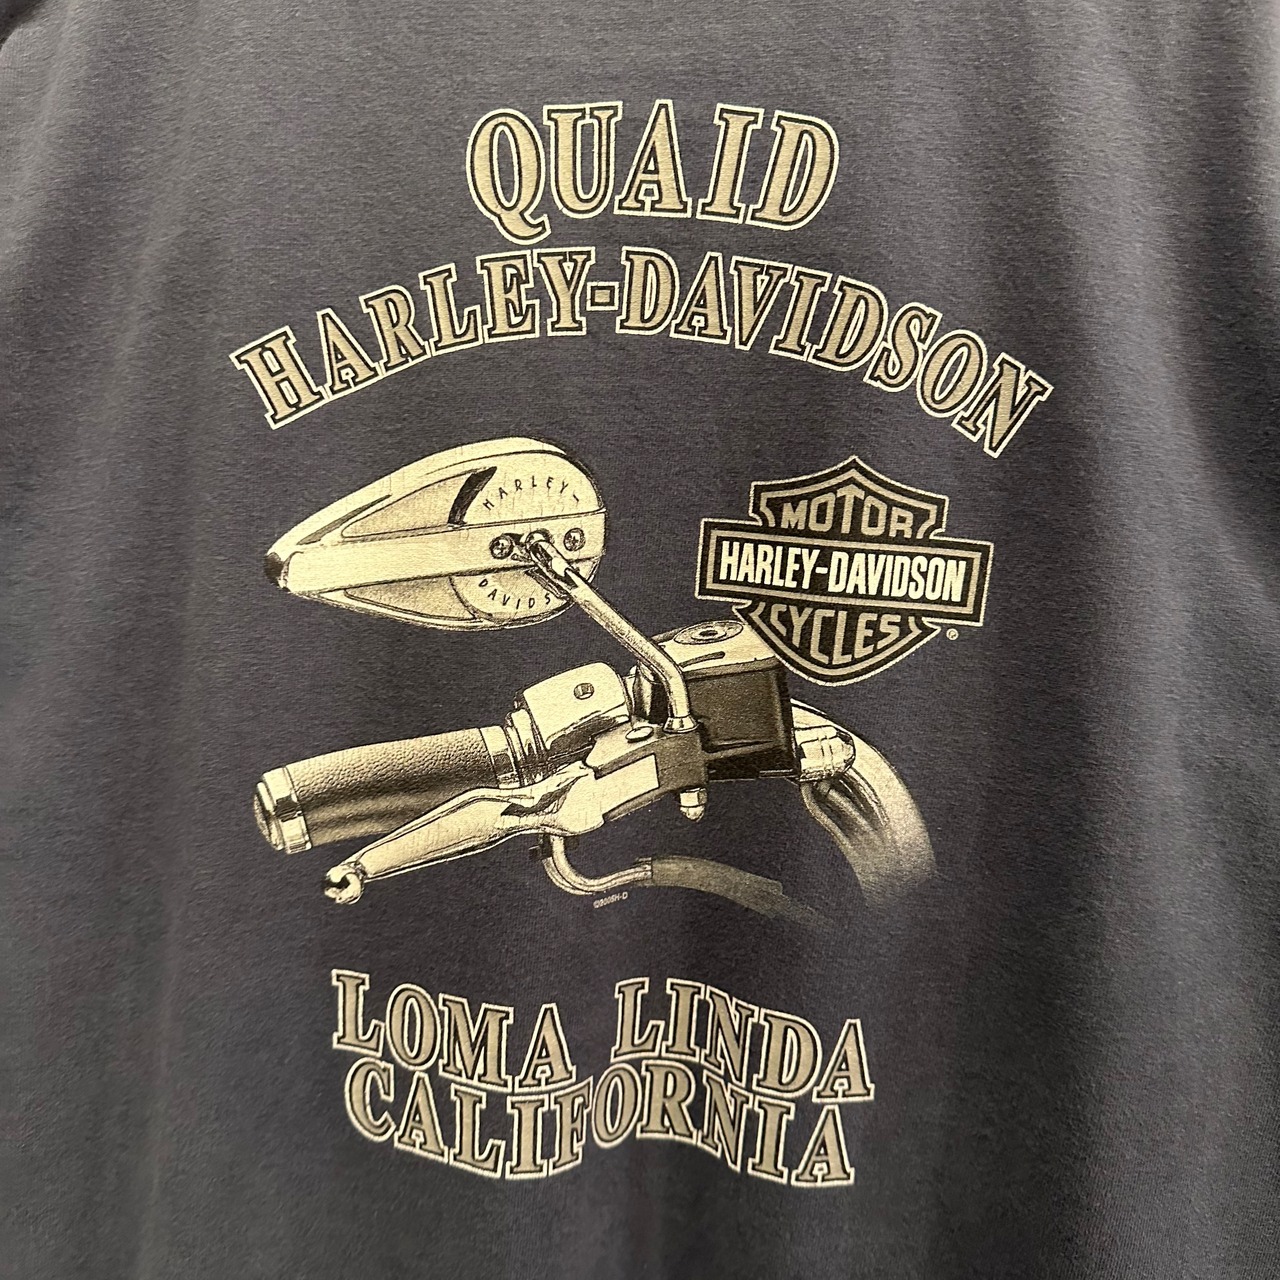 QUAID
HARLEY-DAVIDSON
HARLEY-
DAVIDS
MOTOR
HARLEY-DAVIDSON
CYCLES
®
LOMA LINDA
CALIFORNIA